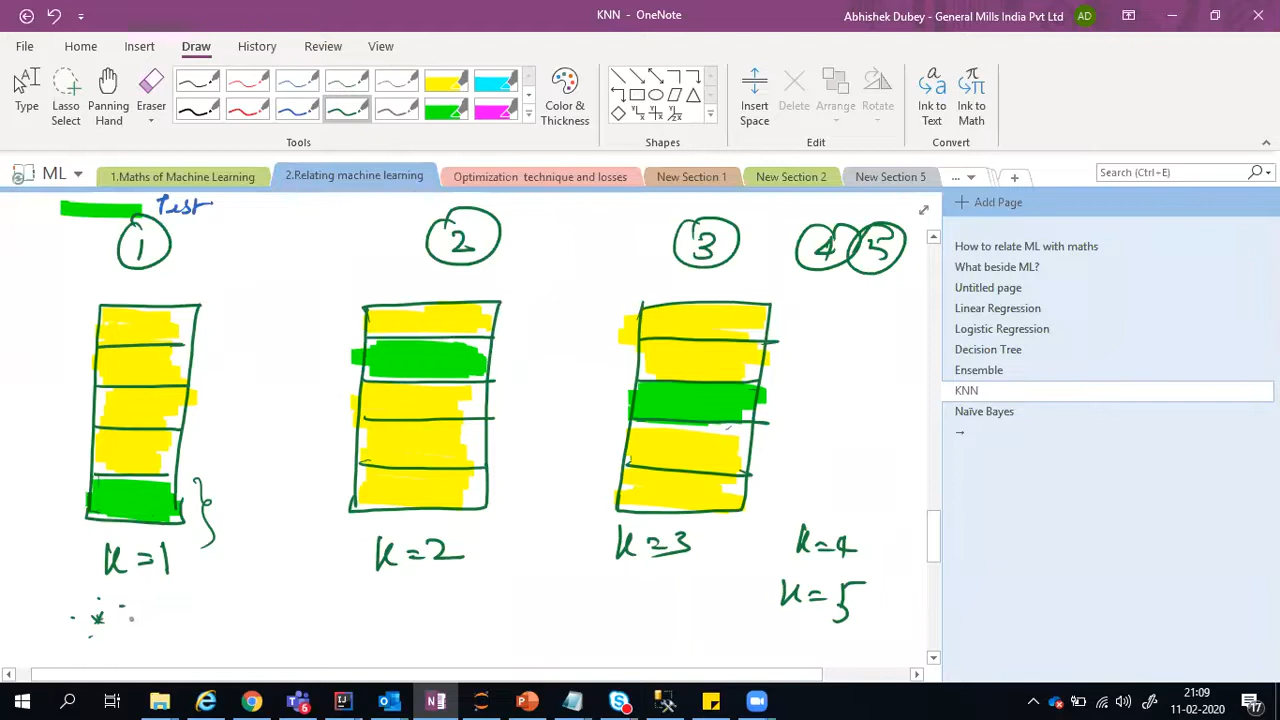 KNN - OneNote
Abhishek Dubey - General Mills India Pvt Ltd AD
File Home Insert Draw History Review View
Type
Lasso Select
Panning Hand
Eraser
Color & Thickness
Insert Space
Delete
Arrange
Rotate
Ink to Text
Ink to Math
Tools
Shapes
Edit
Convert
ML
1.Maths of Machine Learning
2.Relating machine learning
Optimization technique and losses
New Section 1
New Section 2
New Section 5
...
Search (Ctrl+E)
Add Page
How to relate ML with maths
What beside ML?
Untitled page
Linear Regression
Logistic Regression
Decision Tree
Ensemble
KNN
Naïve Bayes
→
Test
1 2 3 4 5
K=1
K=2
K=3
K=4
K=5
21:09
11-02-2020
17